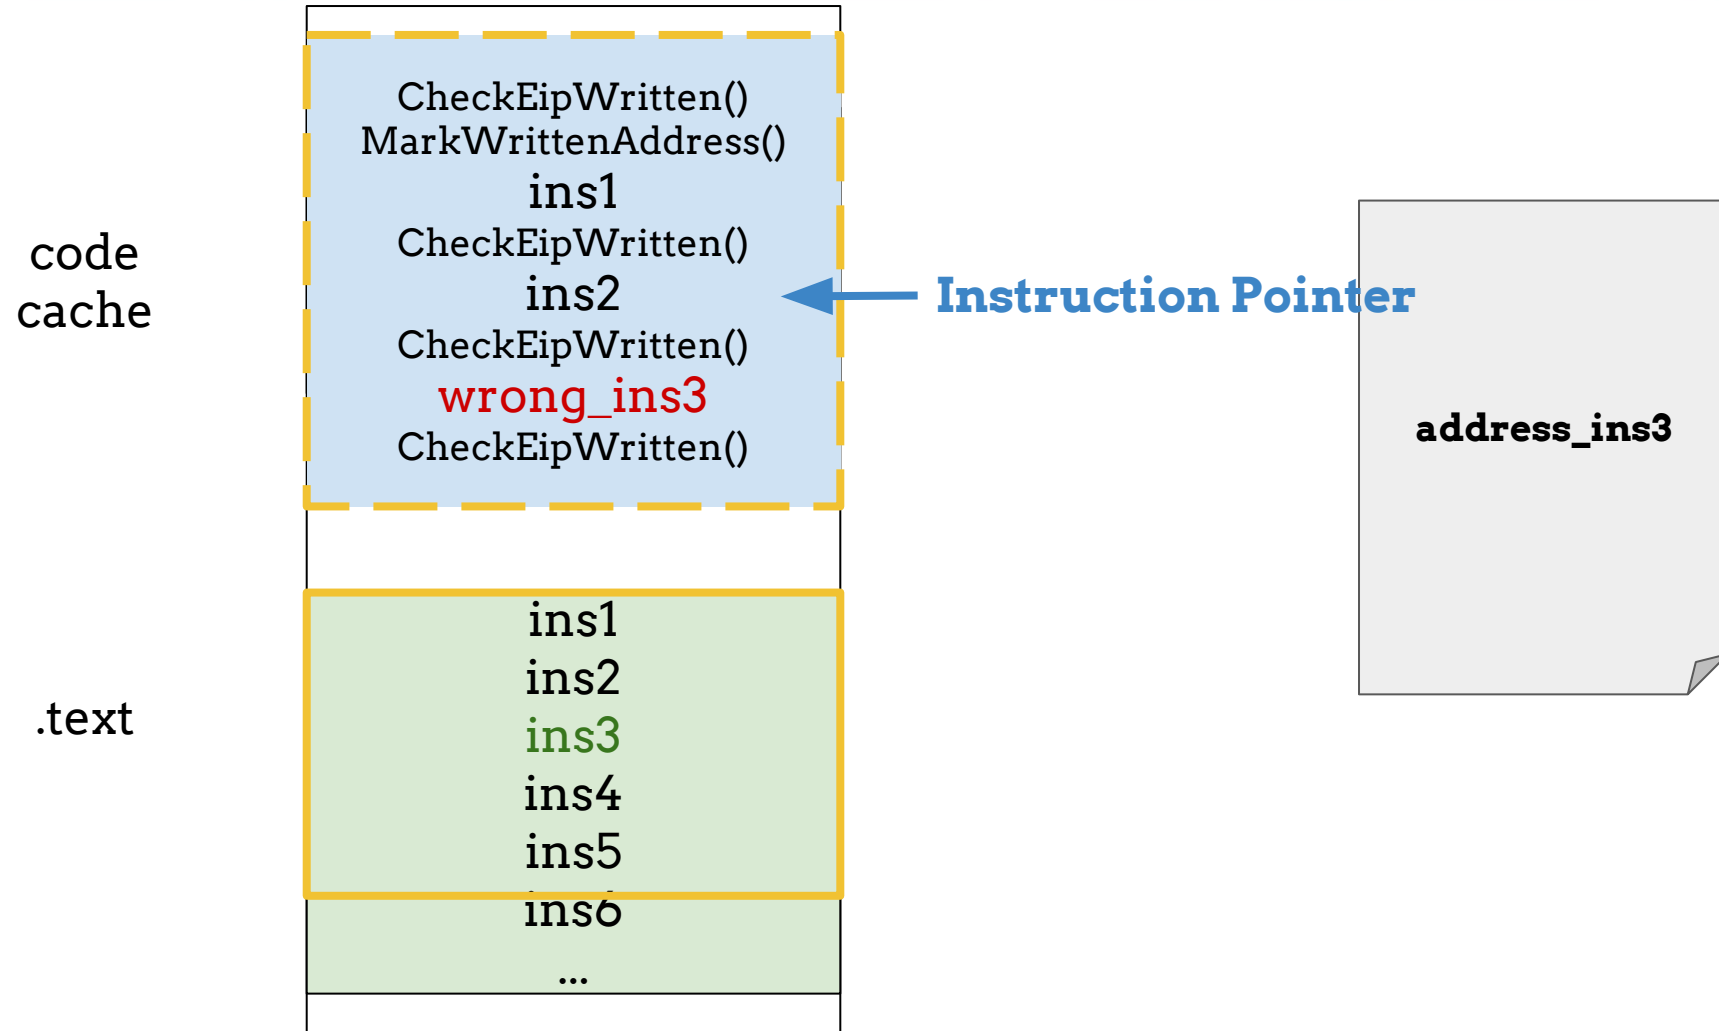 code
cache
CheckEipWritten()
MarkWrittenAddress()
ins1
CheckEipWritten()
ins2
CheckEipWritten()
wrong_ins3
CheckEipWritten()
Instruction Pointer
address_ins3
.text
ins1
ins2
ins3
ins4
ins5
ins6
...